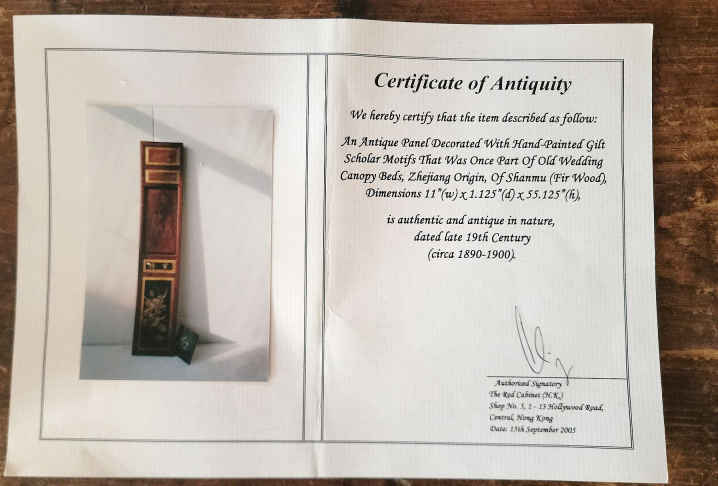 Certificate of Antiquity
We hereby certify that the item described as follow:
An Antique Panel Decorated With Hand-Painted Gilt
Scholar Motifs That Was Once Part Of Old Wedding
Canopy Beds, Zhejiang Origin, Of Shanmu (Fir Wood),
Dimensions 11"(w) x 1.125"(d) x 55.125"(h),
is authentic and antique in nature,
dated late 19th Century
(circa 1890-1900).
Authorised Signatory
The Red Cabinet (H.K.)
Shop No. 3, 1 - 13 Hollywood Road,
Central, Hong Kong
Date: 15th September 2005